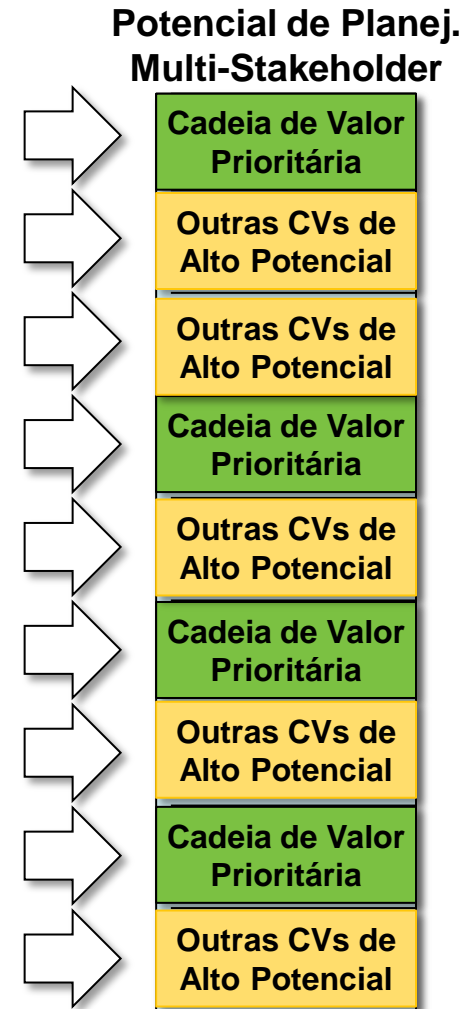 Potencial de Planej.
Multi-Stakeholder
Cadeia de Valor
Prioritária
Outras CVs de
Alto Potencial
Outras CVs de
Alto Potencial
Cadeia de Valor
Prioritária
Outras CVs de
Alto Potencial
Cadeia de Valor
Prioritária
Outras CVs de
Alto Potencial
Cadeia de Valor
Prioritária
Outras CVs de
Alto Potencial